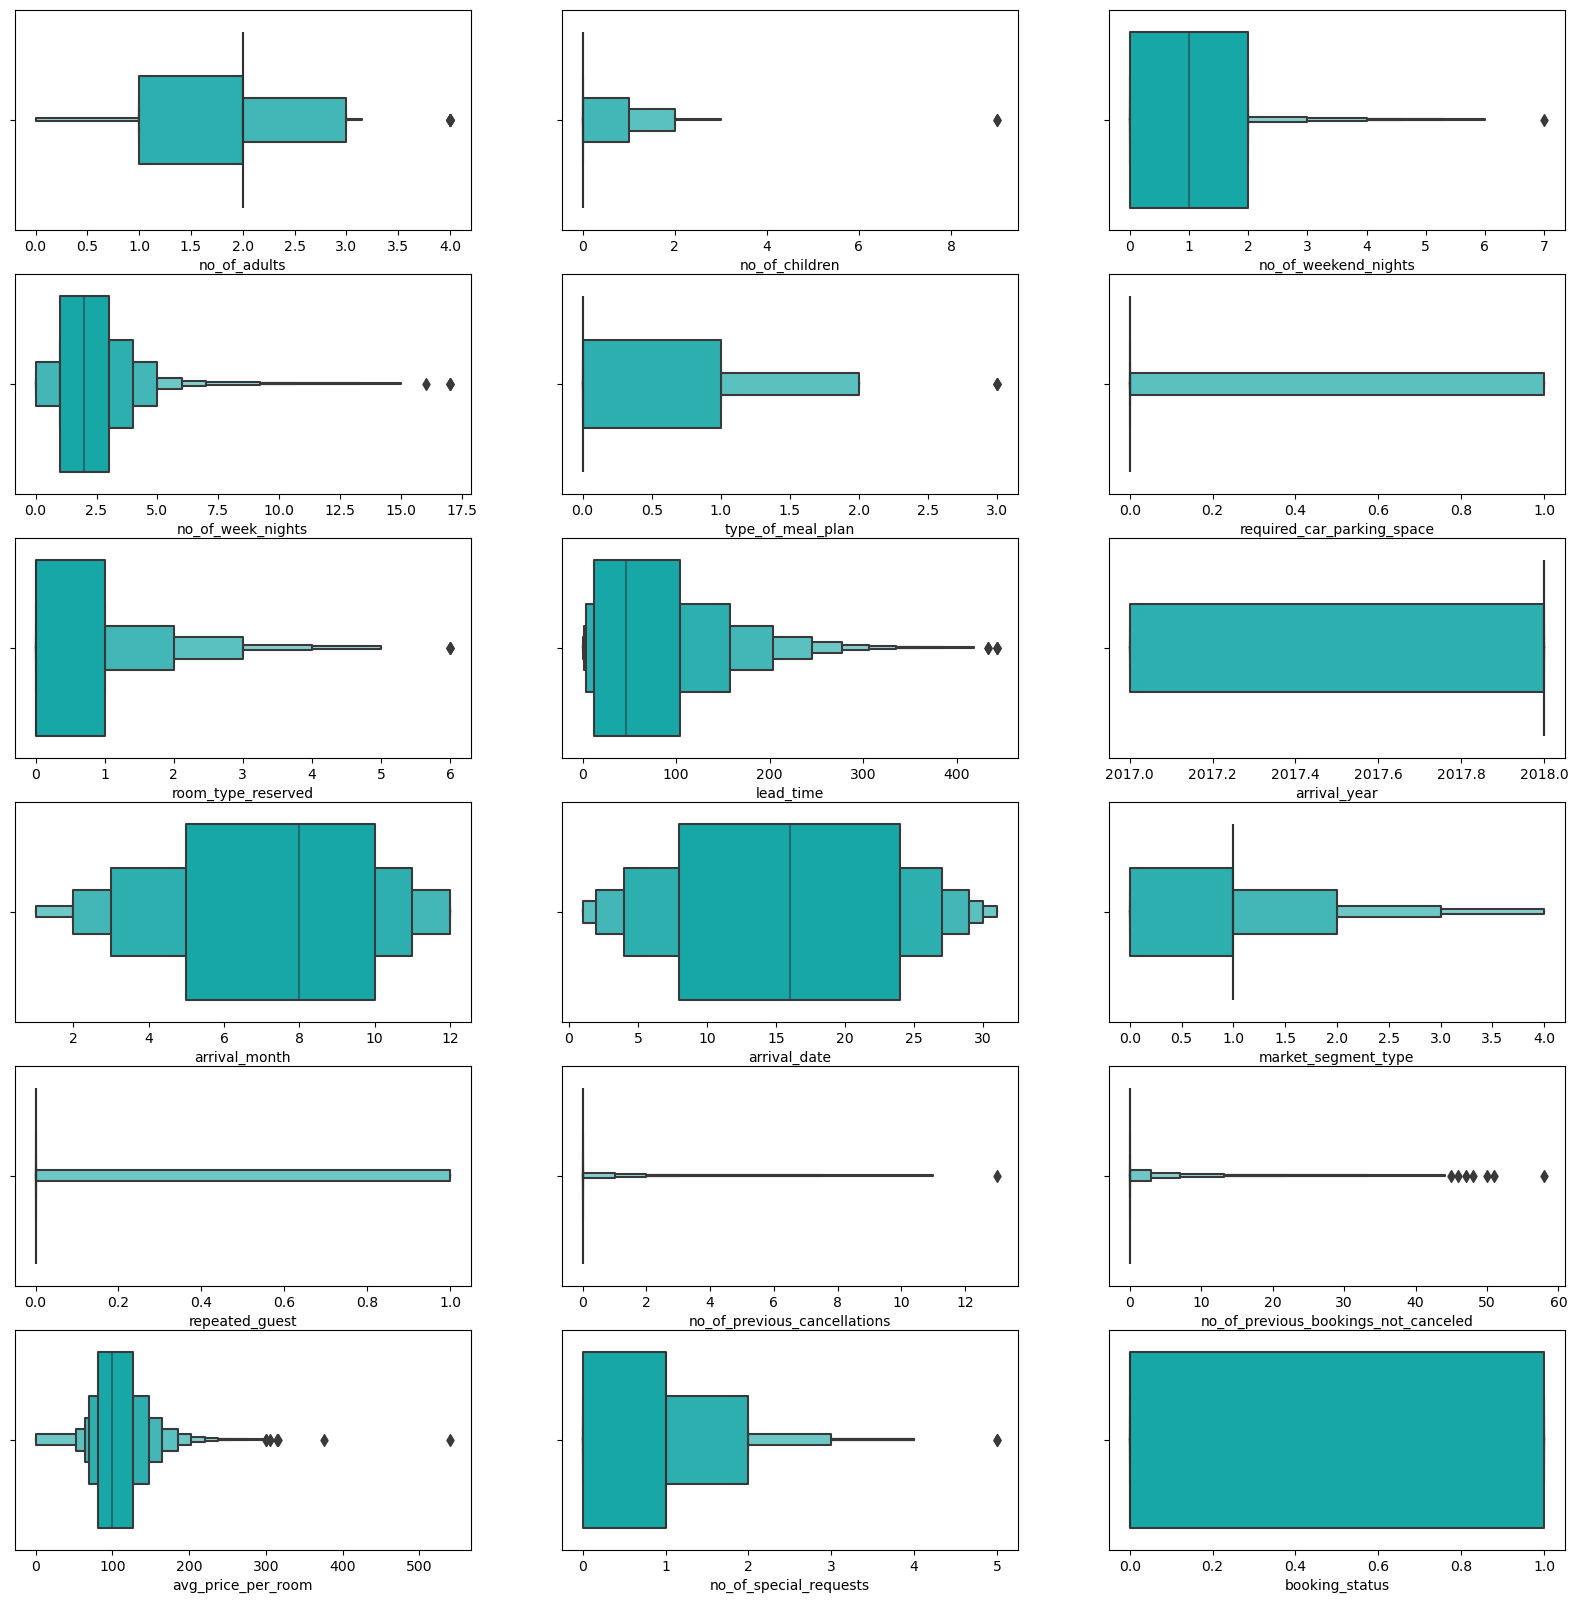 0.0 0.5 1.0 1.5 2.0 2.5 3.0 3.5 4.0
no_of_adults
0 2 4 6 8
no_of_children
0 1 2 3 4 5 6 7
no_of_weekend_nights
0.0 2.5 5.0 7.5 10.0 12.5 15.0 17.5
no_of_week_nights
0.0 0.5 1.0 1.5 2.0 2.5 3.0
type_of_meal_plan
0.0 0.2 0.4 0.6 0.8 1.0
required_car_parking_space
0 1 2 3 4 5 6
room_type_reserved
0 100 200 300 400
lead_time
2017.0 2017.2 2017.4 2017.6 2017.8 2018.0
arrival_year
2 4 6 8 10 12
arrival_month
0 5 10 15 20 25 30
arrival_date
0.0 0.5 1.0 1.5 2.0 2.5 3.0 3.5 4.0
market_segment_type
0.0 0.2 0.4 0.6 0.8 1.0
repeated_guest
0 2 4 6 8 10 12
no_of_previous_cancellations
0 10 20 30 40 50 60
no_of_previous_bookings_not_canceled
0 100 200 300 400 500
avg_price_per_room
0 1 2 3 4 5
no_of_special_requests
0.0 0.2 0.4 0.6 0.8 1.0
booking_status